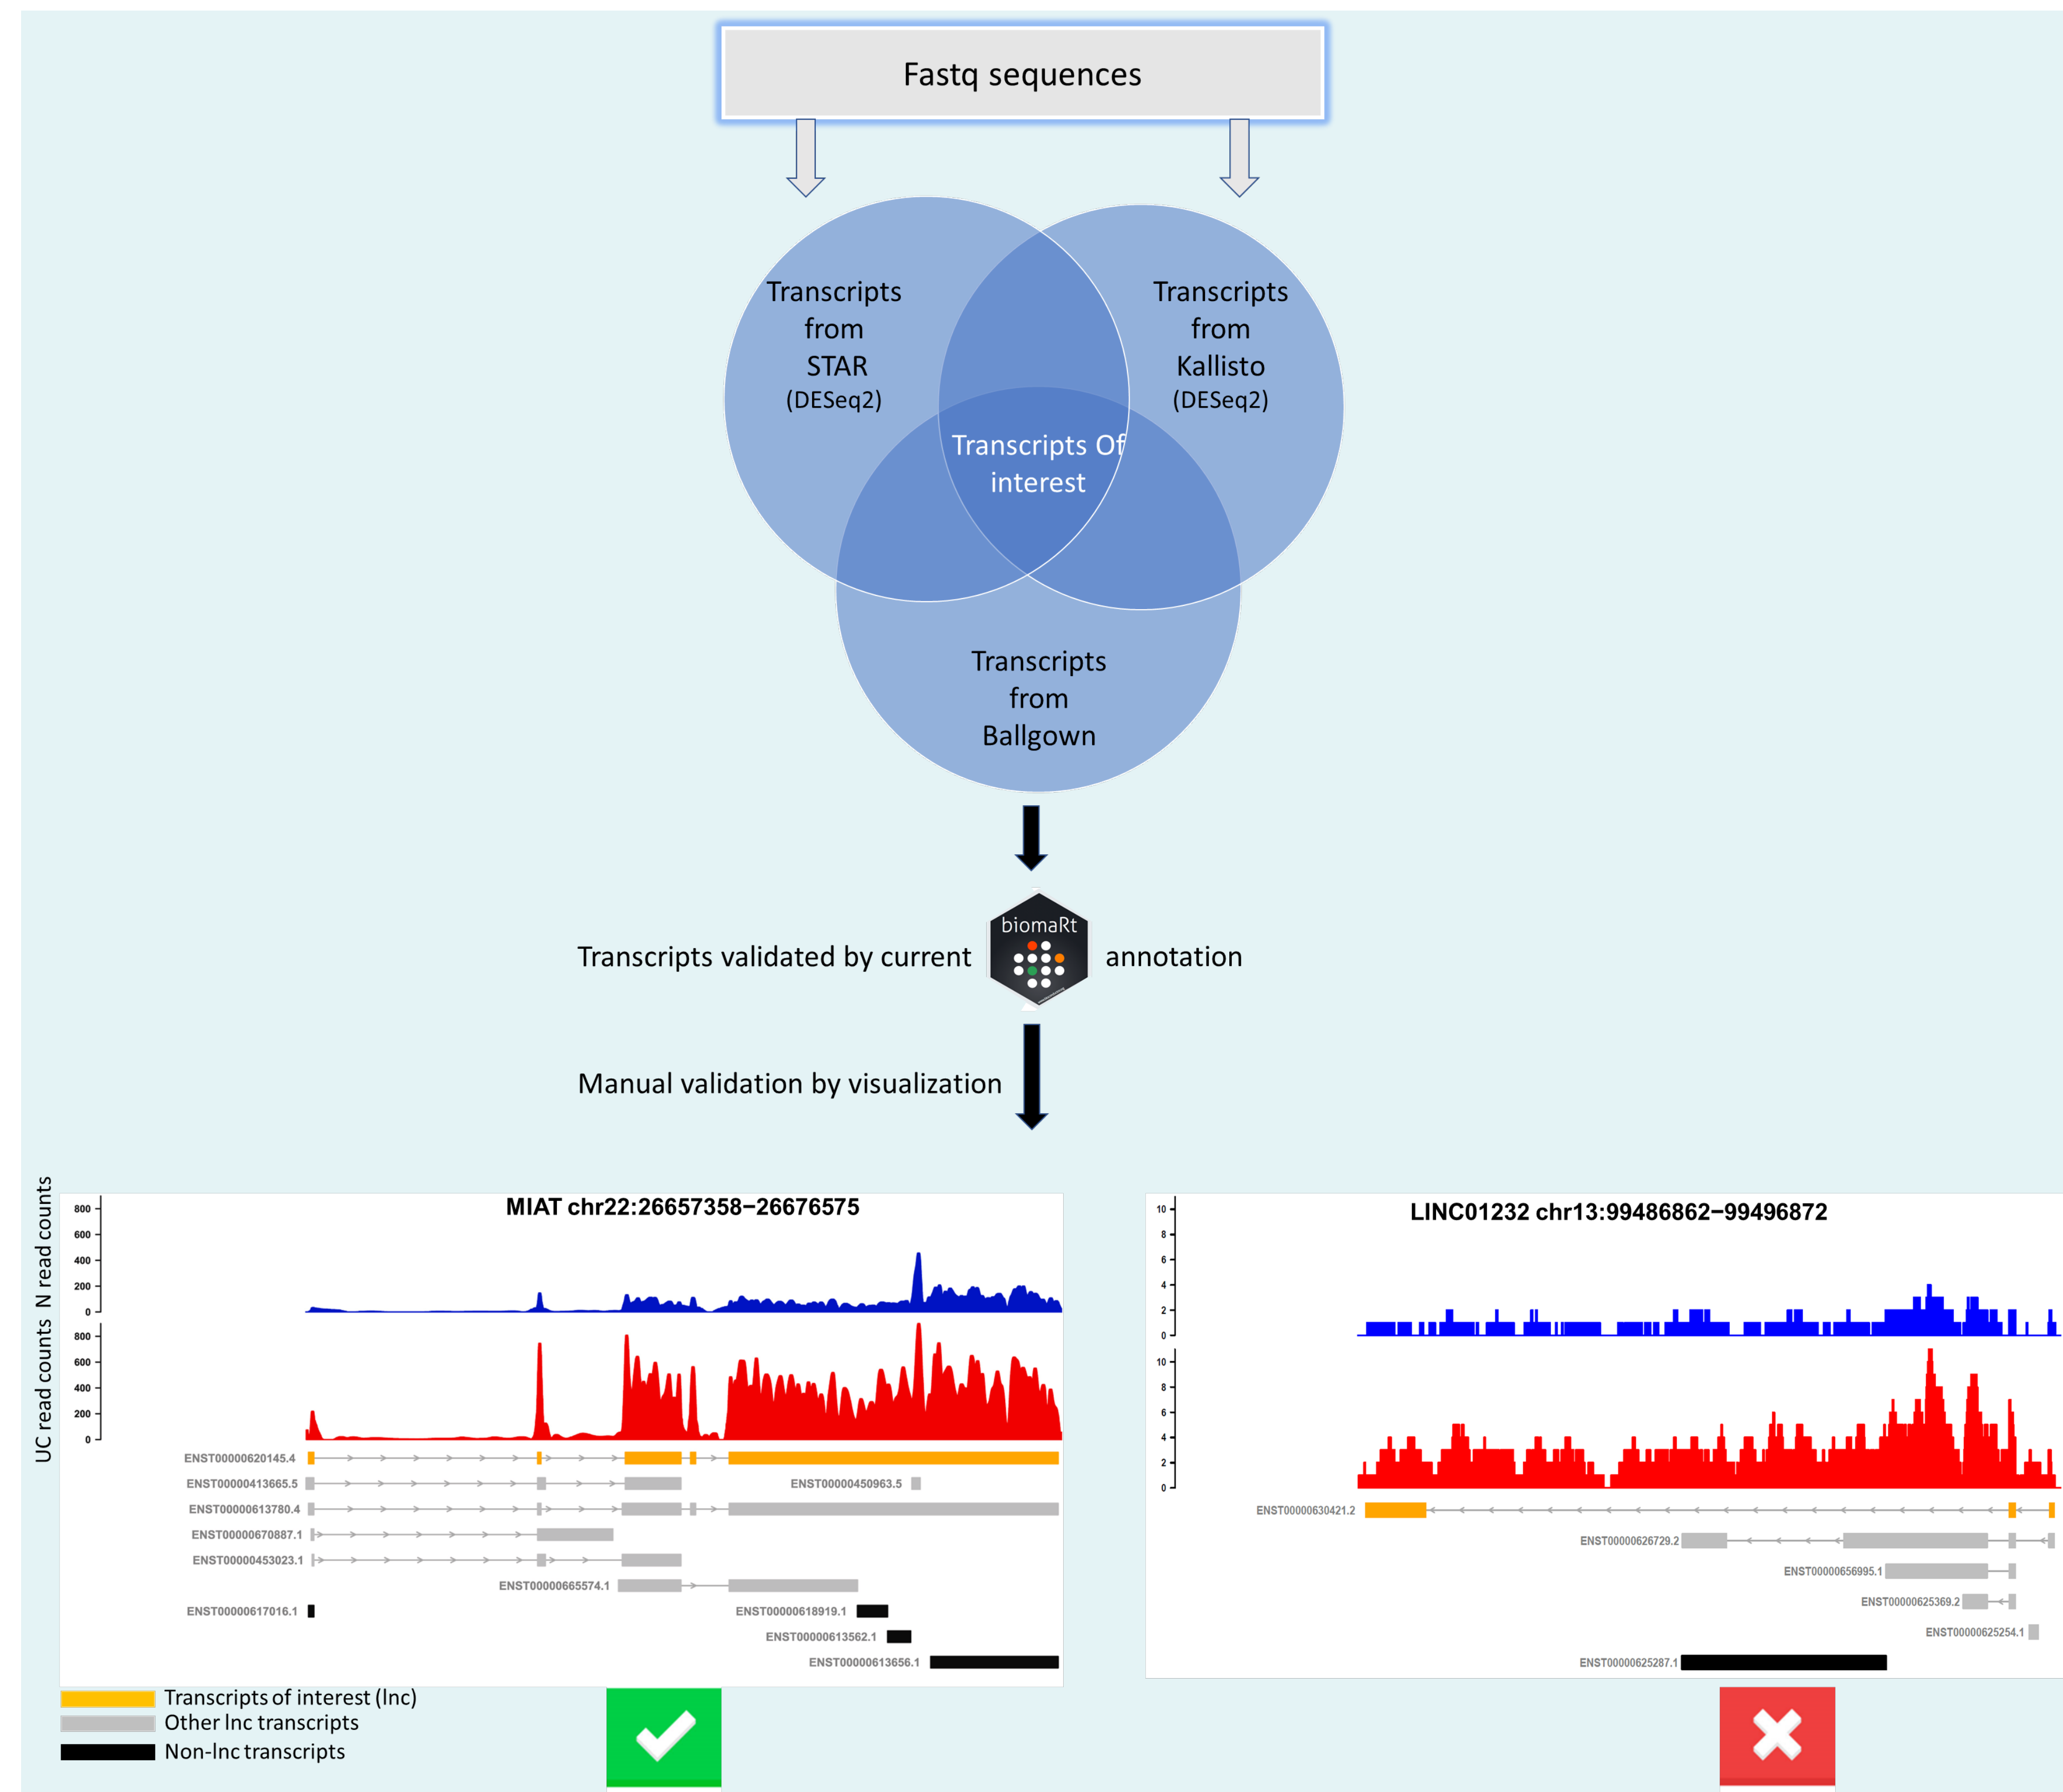 Fastq sequences
Transcripts
from
STAR
(DESeq2)
Transcripts
from
Kallisto
(DESeq2)
Transcripts Of
interest
Transcripts
from
Ballgown
biomaRt
Transcripts validated by current
annotation
Manual validation by visualization
UC read counts N read counts
MIAT chr22:26657358−26676575
800
600
400
200
0
800
600
400
200
0
ENST00000620145.4
ENST00000413665.5
ENST00000450963.5
ENST00000613780.4
ENST00000670887.1
ENST00000453023.1
ENST00000665574.1
ENST00000617016.1
ENST00000618919.1
ENST00000613562.1
ENST00000613656.1
LINC01232 chr13:99486862−99496872
10
8
6
4
2
0
10
8
6
4
2
0
ENST00000630421.2
ENST00000626729.2
ENST00000656995.1
ENST00000625369.2
ENST00000625254.1
ENST00000625287.1
Transcripts of interest (lnc)
Other lnc transcripts
Non-lnc transcripts